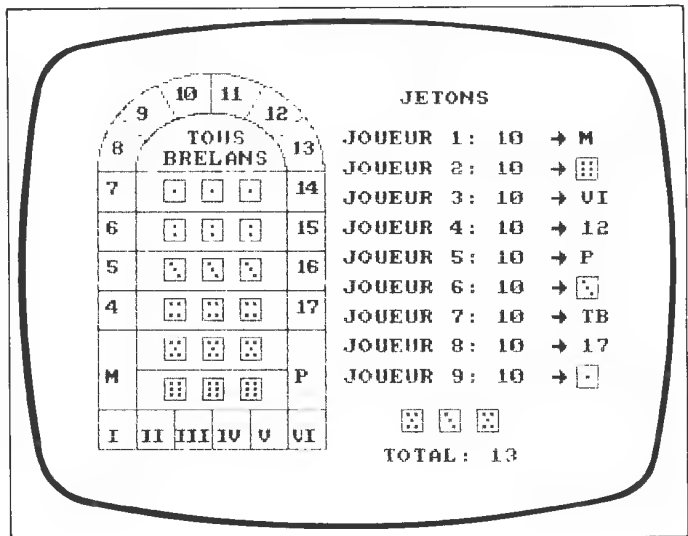 10 11
9 12
8 TOUS 13
BRELANS
7 14
6 15
5 16
4 17
M P
I II III IV V VI
JETONS
JOUEUR 1: 10 → M
JOUEUR 2: 10 →
JOUEUR 3: 10 → VI
JOUEUR 4: 10 → 12
JOUEUR 5: 10 → P
JOUEUR 6: 10 →
JOUEUR 7: 10 → TB
JOUEUR 8: 10 → 17
JOUEUR 9: 10 →
TOTAL: 13